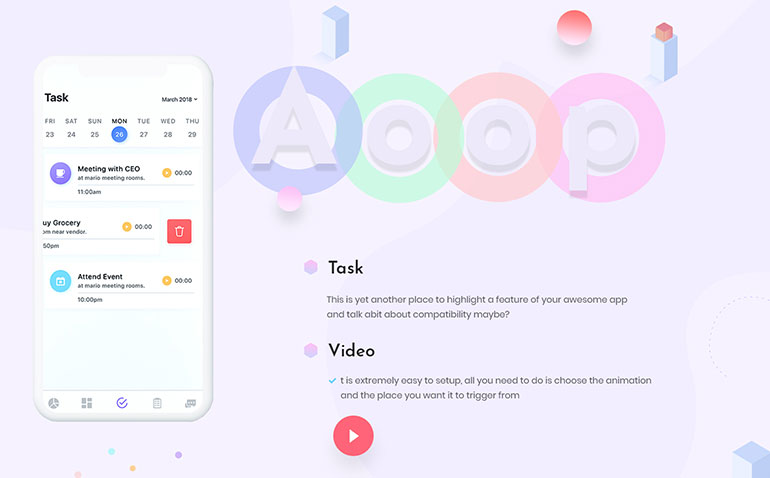 Aoop
Task
March 2018
FRI SAT SUN MON TUE WED THU
23 24 25 26 27 28 29
Meeting with CEO
at mario meeting rooms.
00:00
11:00am
uy Grocery
om near vendor.
00:00
50pm
Attend Event
at mario meeting rooms.
00:00
10:00pm
Task
This is yet another place to highlight a feature of your awesome app
and talk abit about compatibility maybe?
Video
t is extremely easy to setup, all you need to do is choose the animation
and the place you want it to trigger from